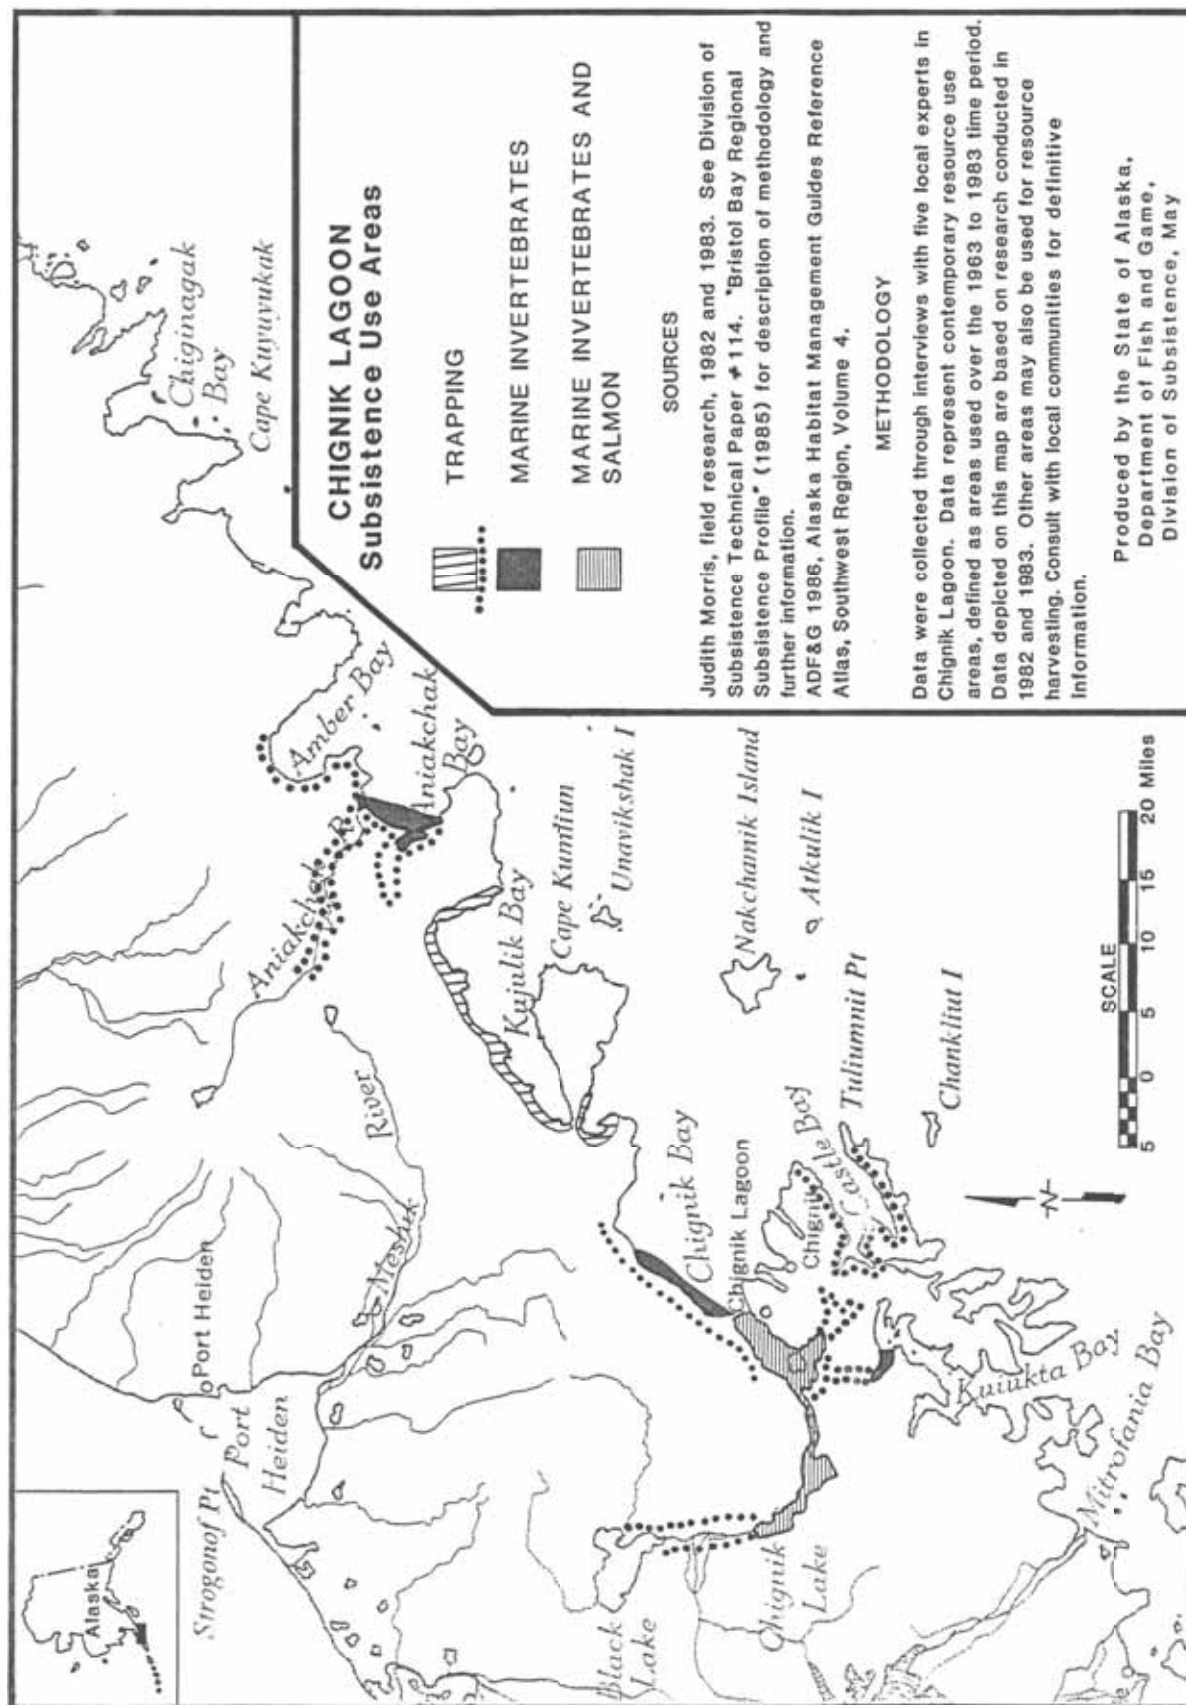 CHIGNIK LAGOON
Subsistence Use Areas
TRAPPING
MARINE INVERTEBRATES
MARINE INVERTEBRATES AND
SALMON
SOURCES
Judith Morris, field research, 1982 and 1983. See Division of
Subsistence Technical Paper #114. "Bristol Bay Regional
Subsistence Profile" (1985) for description of methodology and
further information.
ADF&G 1986, Alaska Habitat Management Guides Reference
Atlas, Southwest Region, Volume 4.
METHODOLOGY
Data were collected through interviews with five local experts in
Chignik Lagoon. Data represent contemporary resource use
areas, defined as areas used over the 1963 to 1983 time period.
Data depicted on this map are based on research conducted in
1982 and 1983. Other areas may also be used for resource
harvesting. Consult with local communities for definitive
information.
Produced by the State of Alaska,
Department of Fish and Game,
Division of Subsistence, May
Alaska
Strogonof Pt
Port
Heiden
Port Heiden
Meshik
River
Aniakchak R
Amber Bay
Aniakchak
Bay
Chiginagak
Bay
Cape Kuyuyukak
Kujulik Bay
Cape Kumliun
Unavikshak I
Nakchamik Island
Atkulik I
Black
Lake
Chignik
Lake
Chignik Bay
Chignik Lagoon
Chignik
Castle Bay
Tuliumnit Pt
Chankliut I
Kuiukta Bay
Mitrofania Bay
N
SCALE
5 0 5 10 15 20 Miles